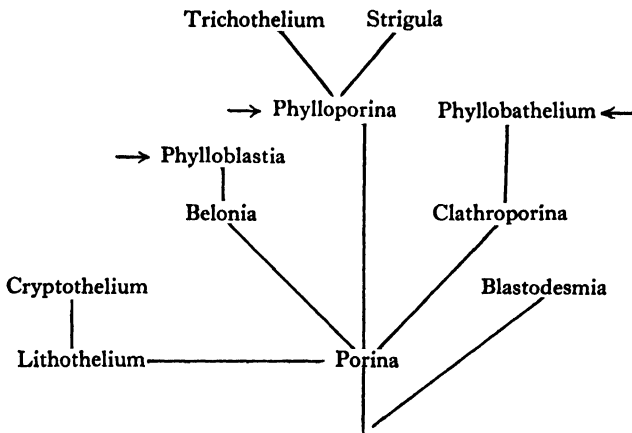 Trichothelium Strigula
Phylloporina Phyllobathelium
Phylloblastia
Belonia Clathroporina
Cryptothelium Blastodesmia
Lithothelium Porina